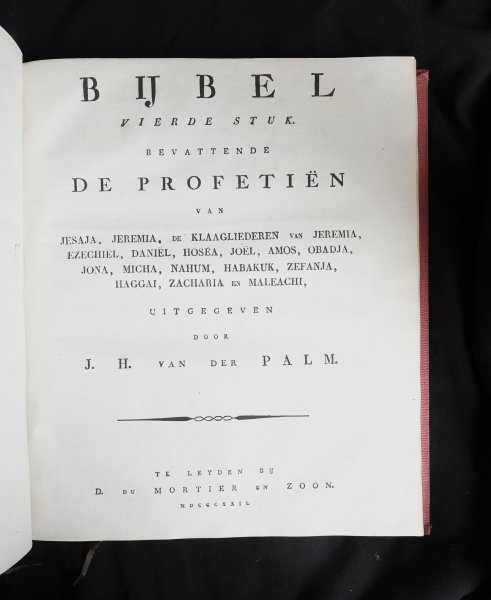 BIJBEL
VIERDE STUK.
BEVATTENDE
DE PROFETIËN
VAN
JESAJA, JEREMIA, DE KLAAGLIEDEREN VAN JEREMIA,
EZECHIËL, DANIËL, HOSÉA, JOËL, AMOS, OBADJA,
JONA, MICHA, NAHUM, HABAKUK, ZEFANJA,
HAGGAI, ZACHARIA EN MALEACHI,
UITGEGEVEN
DOOR
J. H. VAN DER PALM.
TE LEYDEN BIJ
D. DU MORTIER EN ZOON.
MDCCCXXII.